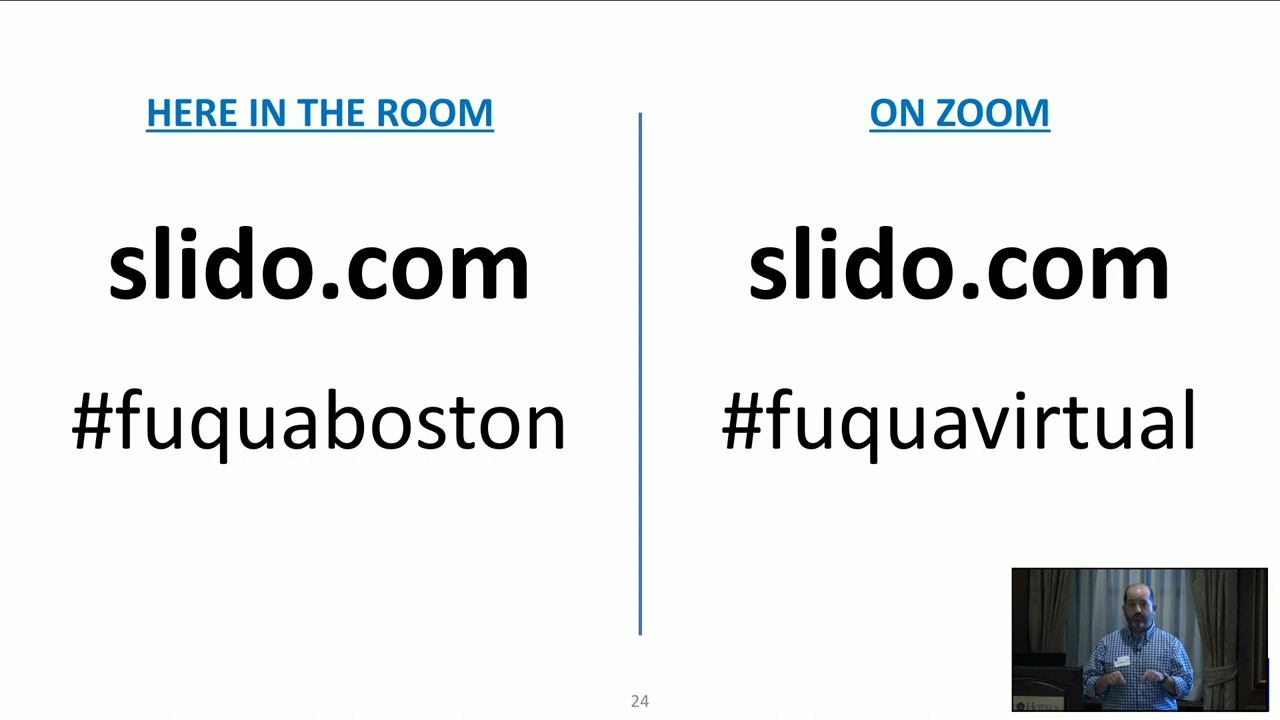 HERE IN THE ROOM
slido.com
#fuquaboston
ON ZOOM
slido.com
#fuquavirtual
24